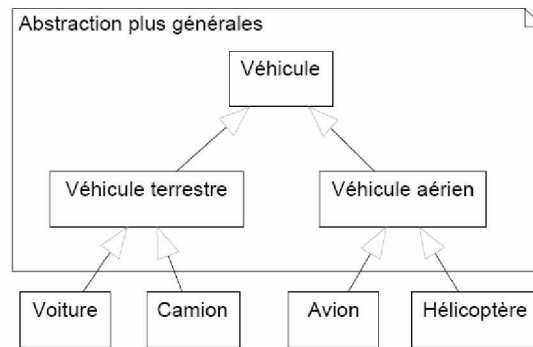 Abstraction plus générales
Véhicule
Véhicule terrestre
Véhicule aérien
Voiture
Camion
Avion
Hélicoptère